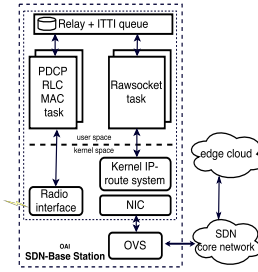 Relay + ITTI queue
PDCP
RLC
MAC
task
Rawsocket
task
user space
kernel space
Kernel IP-
route system
edge cloud
Radio
interface
NIC
OAI
SDN-Base Station
OVS
SDN
core network